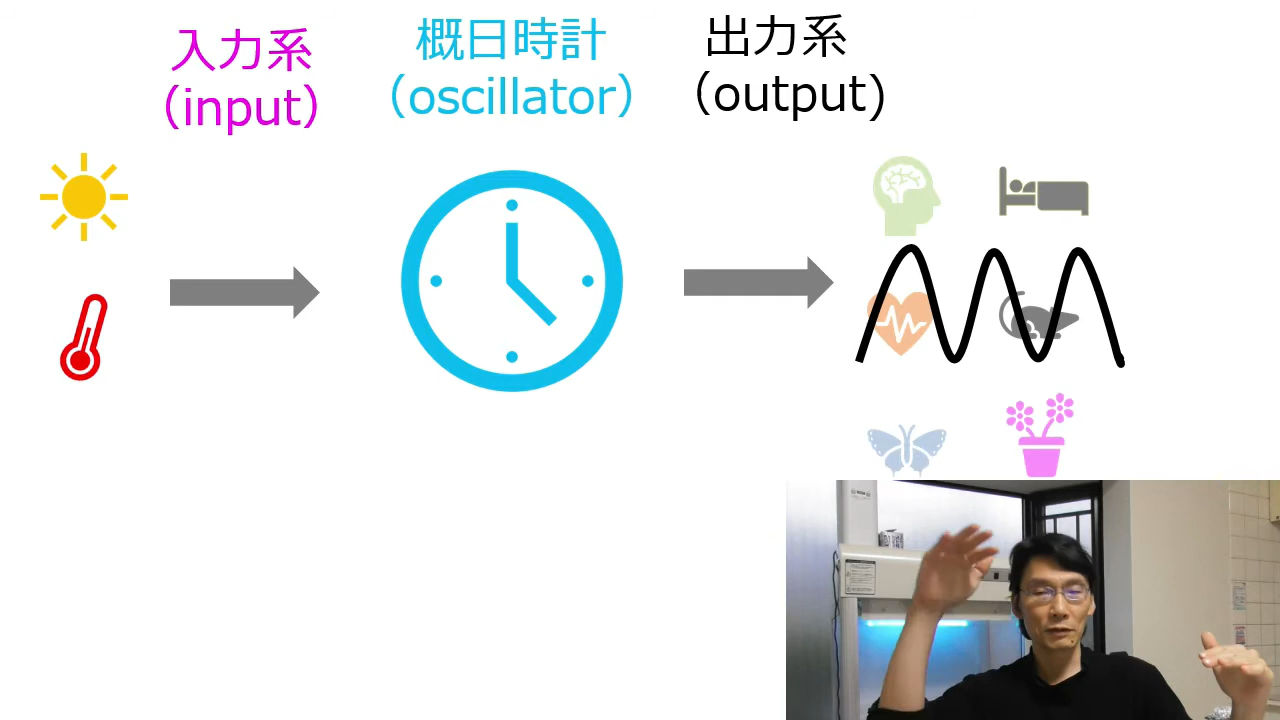 入力系
（input）
概日時計
（oscillator）
出力系
（output)